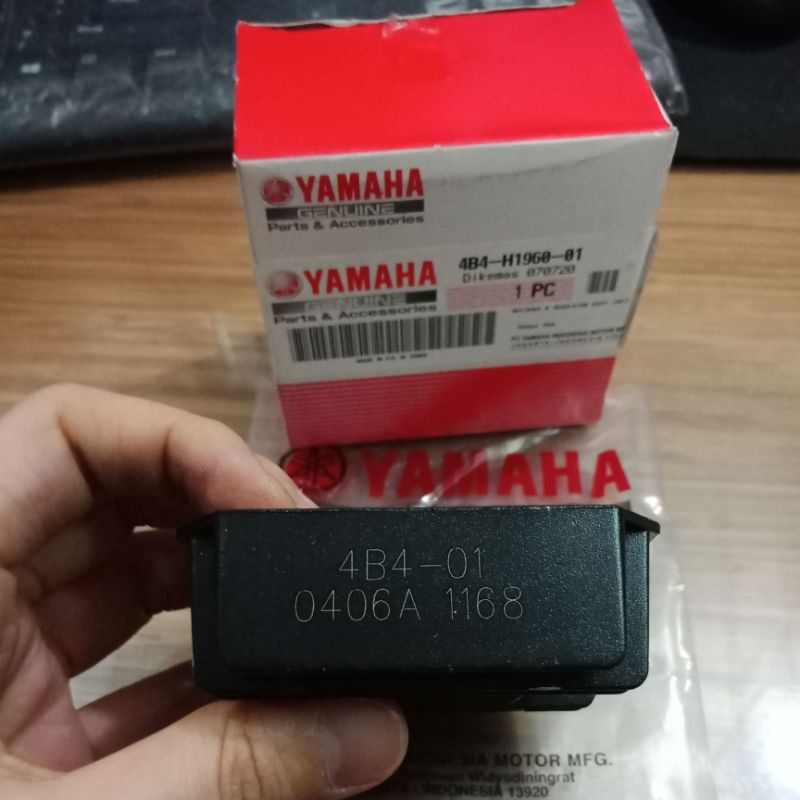 YAMAHA
GENUINE
Parts & Accessories
YAMAHA
GENUINE
Parts & Accessories
4B4-H1960-01
Dikemas 070720
1 PC
YAMAHA
4B4-01
0406A 1168
INDONESIA MOTOR MFG.
Widyodiningrat
INDONESIA 13920